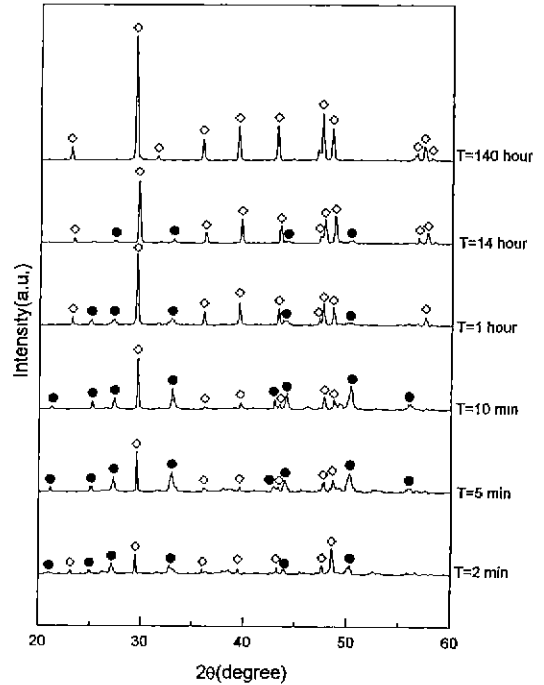 Intensity(a.u.)
T=140 hour
T=14 hour
T=1 hour
T=10 min
T=5 min
T=2 min
20 30 40 50 60
2θ(degree)